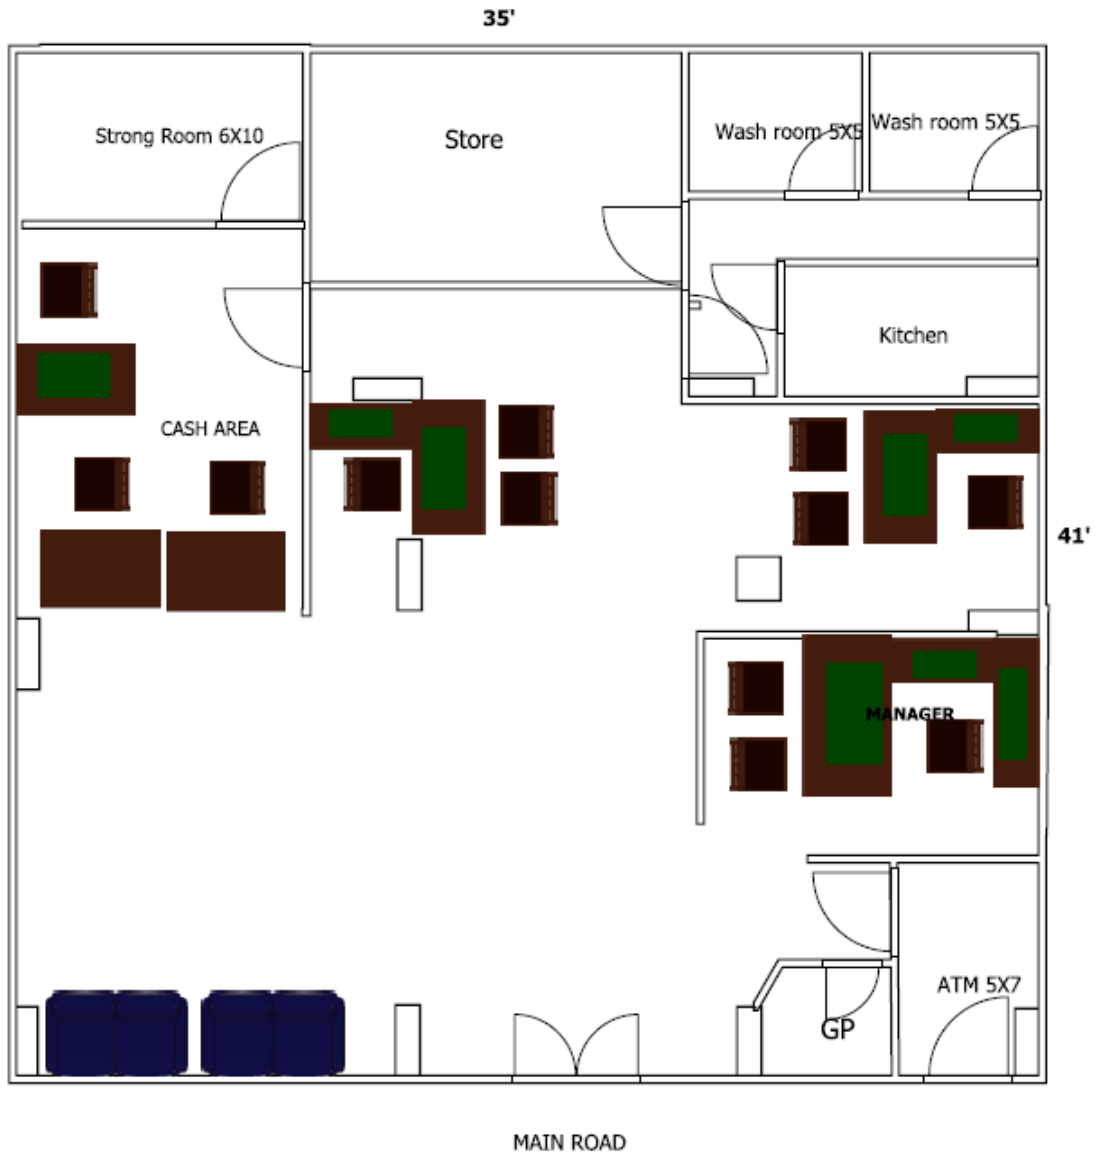 35'
Strong Room 6X10
Store
Wash room 5X5
Wash room 5X5
Kitchen
CASH AREA
41'
MANAGER
ATM 5X7
GP
MAIN ROAD